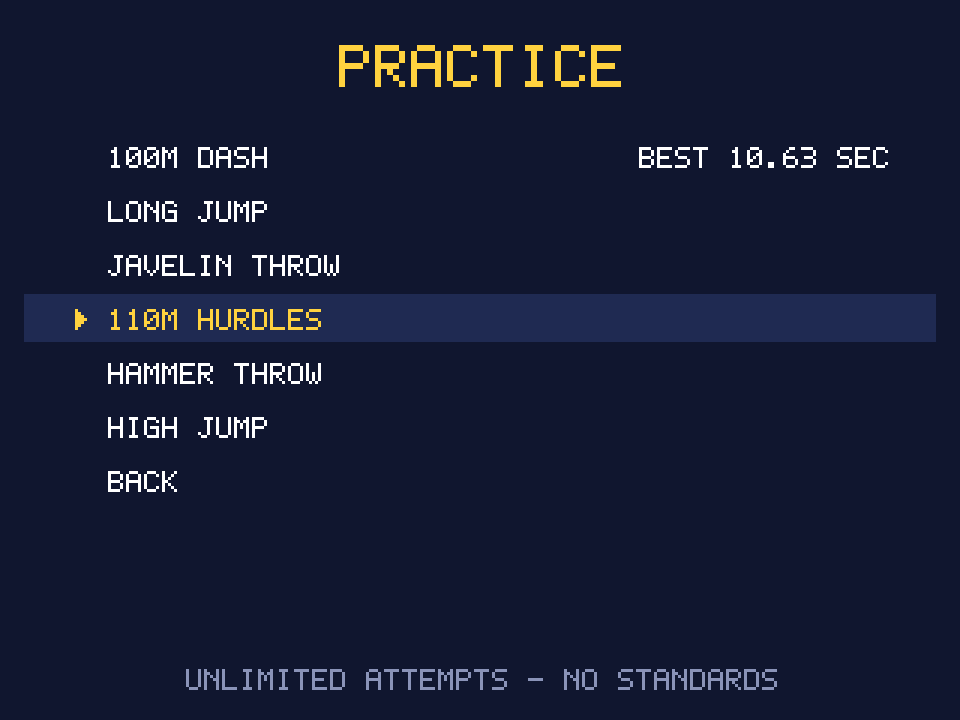 PRACTICE
100M DASH BEST 10.63 SEC
LONG JUMP
JAVELIN THROW
110M HURDLES
HAMMER THROW
HIGH JUMP
BACK
UNLIMITED ATTEMPTS - NO STANDARDS